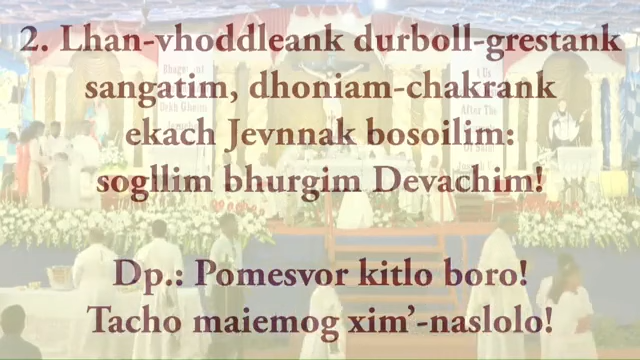 2. Lhan-vhoddleank durboll-grestank
sangatim, dhoniam-chakrank
ekach Jevnnak bosoilim:
sogllim bhurgim Devachim!
Dp.: Pomesvor kitlo boro!
Tacho maiemog xim’-naslolo!